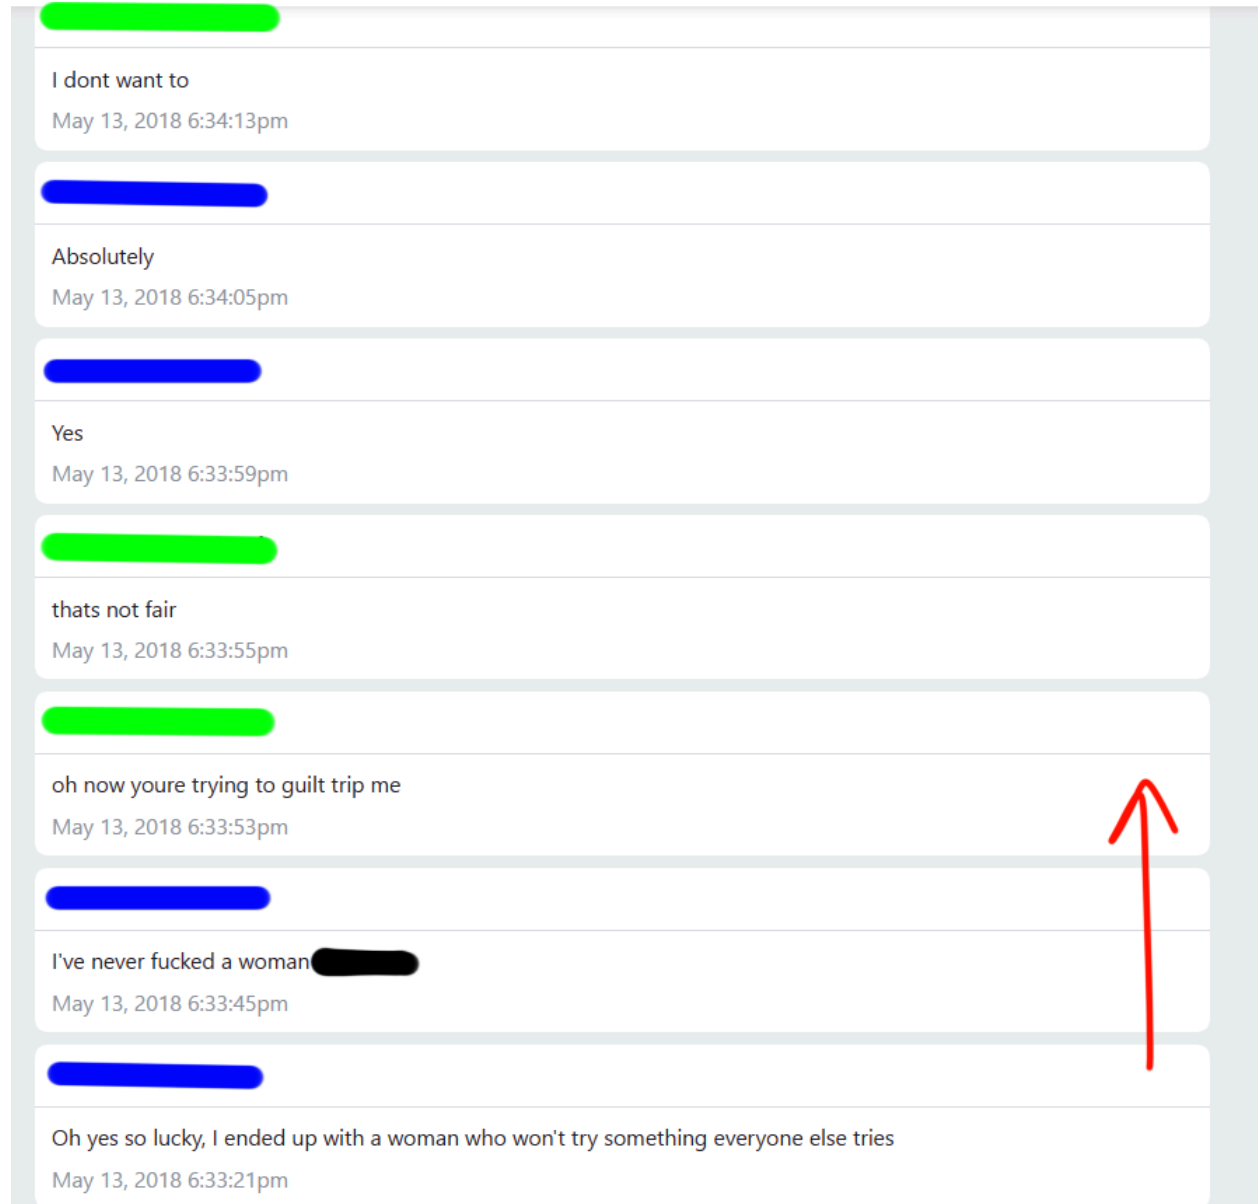 I dont want to
May 13, 2018 6:34:13pm
Absolutely
May 13, 2018 6:34:05pm
Yes
May 13, 2018 6:33:59pm
thats not fair
May 13, 2018 6:33:55pm
oh now youre trying to guilt trip me
May 13, 2018 6:33:53pm
I've never fucked a woman
May 13, 2018 6:33:45pm
Oh yes so lucky, I ended up with a woman who won't try something everyone else tries
May 13, 2018 6:33:21pm